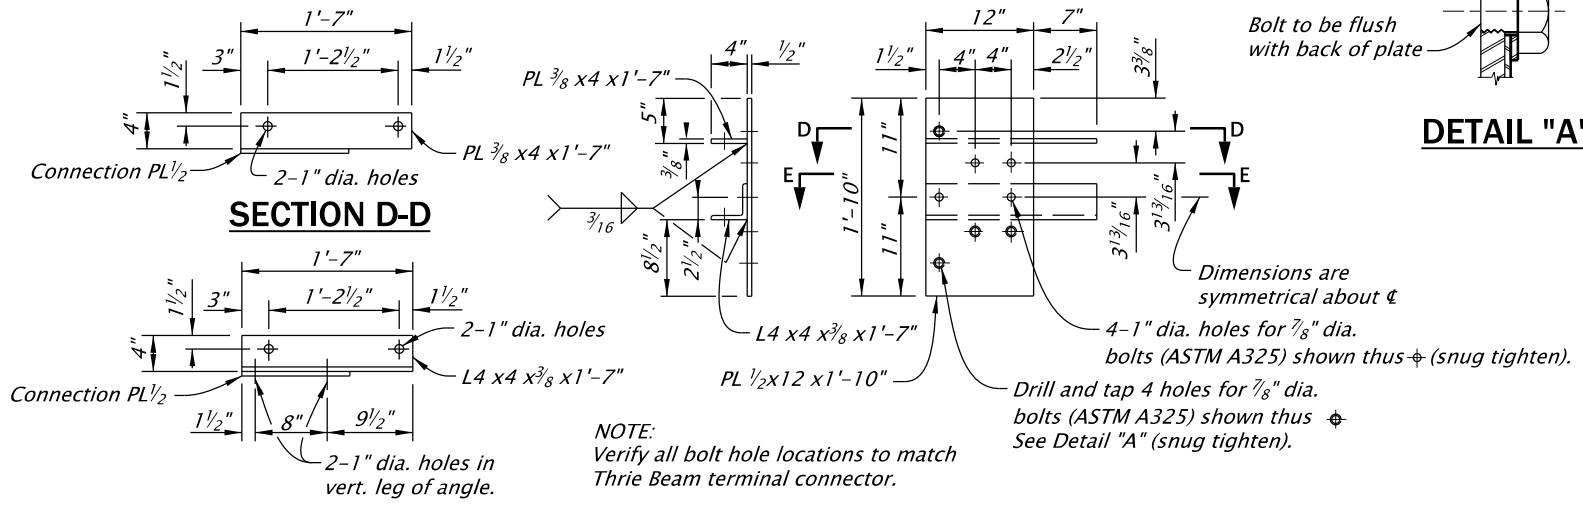 1'-7"
3"
1'-2½"
1½"
1½"
4"
PL ⅜ x4 x1'-7"
Connection PL½
2-1" dia. holes
SECTION D-D
1'-7"
3"
1'-2½"
1½"
1½"
4"
2-1" dia. holes
L4 x4 x⅜ x1'-7"
Connection PL½
1½"
8"
9½"
2-1" dia. holes in
vert. leg of angle.
4"
½"
PL ⅜ x4 x1'-7"
5"
⅜"
3/16
8½"
2½"
L4 x4 x⅜ x1'-7"
PL ½x12 x1'-10"
NOTE:
Verify all bolt hole locations to match
Thrie Beam terminal connector.
12"
7"
1½"
4"
4"
2½"
3⅜"
1'-10"
11"
11"
D
D
E
E
3 13/16"
3 13/16"
Dimensions are
symmetrical about ℄
4-1" dia. holes for ⅞" dia.
bolts (ASTM A325) shown thus (snug tighten).
Drill and tap 4 holes for ⅞" dia.
bolts (ASTM A325) shown thus
See Detail "A" (snug tighten).
Bolt to be flush
with back of plate
DETAIL "A"